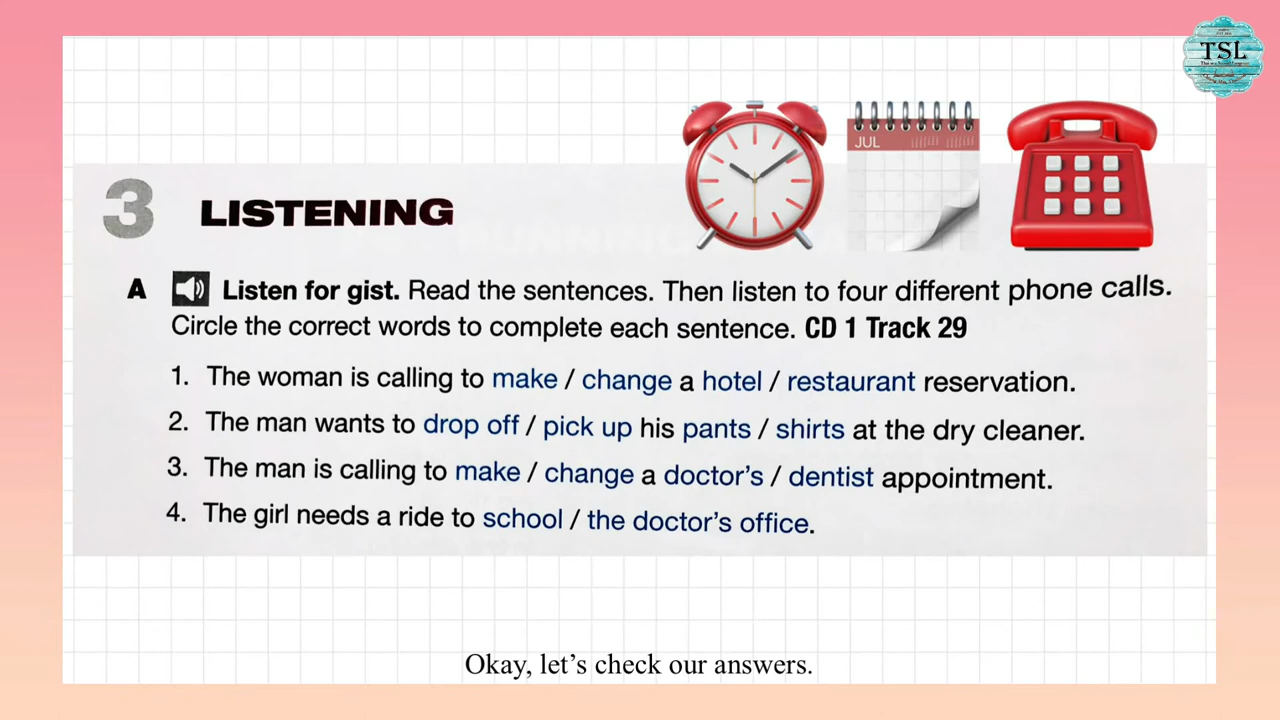 TSL
JUL
3 LISTENING
A Listen for gist. Read the sentences. Then listen to four different phone calls.
Circle the correct words to complete each sentence. CD 1 Track 29
1. The woman is calling to make / change a hotel / restaurant reservation.
2. The man wants to drop off / pick up his pants / shirts at the dry cleaner.
3. The man is calling to make / change a doctor's / dentist appointment.
4. The girl needs a ride to school / the doctor's office.
Okay, let’s check our answers.